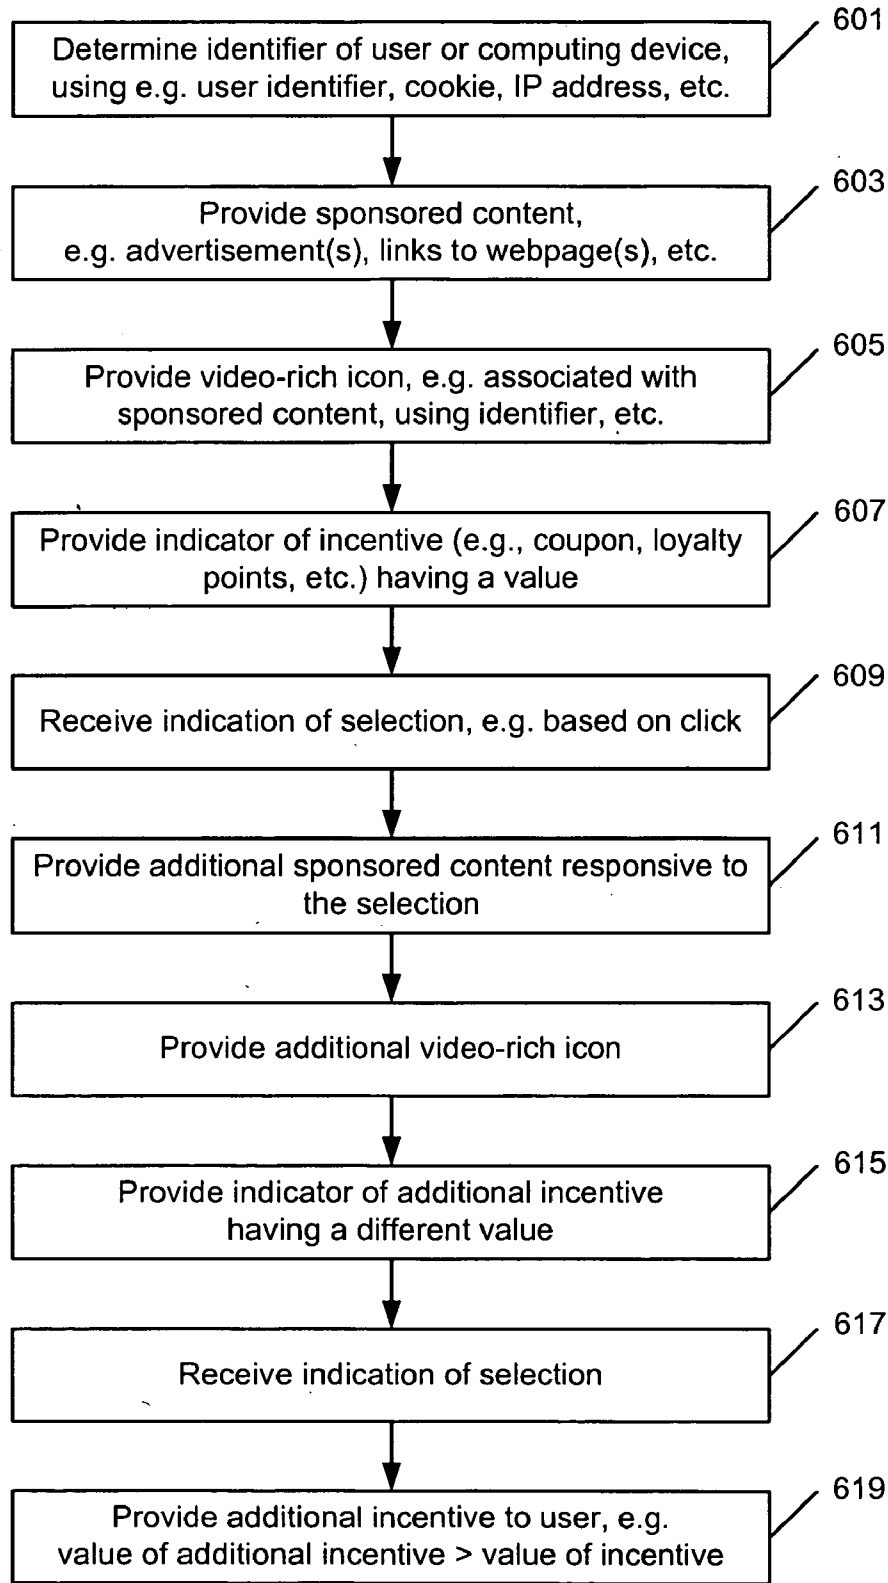 601
Determine identifier of user or computing device,
using e.g. user identifier, cookie, IP address, etc.
603
Provide sponsored content,
e.g. advertisement(s), links to webpage(s), etc.
605
Provide video-rich icon, e.g. associated with
sponsored content, using identifier, etc.
607
Provide indicator of incentive (e.g., coupon, loyalty
points, etc.) having a value
609
Receive indication of selection, e.g. based on click
611
Provide additional sponsored content responsive to
the selection
613
Provide additional video-rich icon
615
Provide indicator of additional incentive
having a different value
617
Receive indication of selection
619
Provide additional incentive to user, e.g.
value of additional incentive > value of incentive